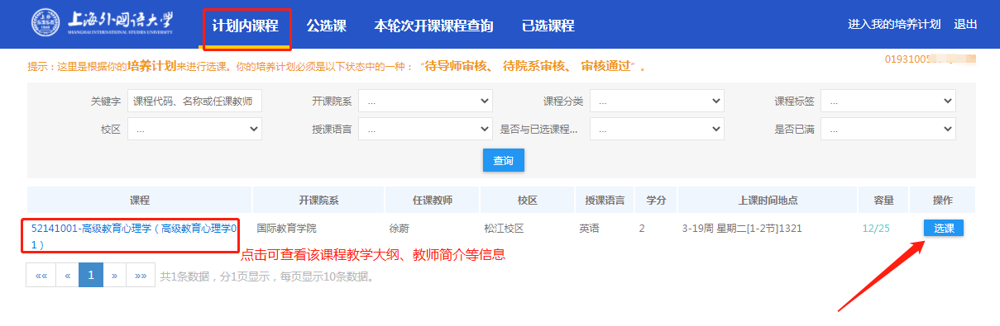 上海外国语大学
SHANGHAI INTERNATIONAL STUDIES UNIVERSITY
计划内课程 公选课 本轮次开课课程查询 已选课程 进入我的培养计划 退出
提示：这里是根据你的培养计划来进行选课。你的培养计划必须是以下状态中的一种：“待导师审核、 待院系审核、 审核通过”。
0193100
关键字 课程代码、名称或任课教师 开课院系 ... 课程分类 ... 课程标签 ...
校区 ... 授课语言 ... 是否与已选课程... ... 是否已满 ...
查询
课程 开课院系 任课教师 校区 授课语言 学分 上课时间地点 容量 操作
52141001-高级教育心理学（高级教育心理学0 国际教育学院 徐蔚 松江校区 英语 2 3-19周 星期二[1-2节]1321 12/25 选课
1）
点击可查看该课程教学大纲、教师简介等信息
«« « 1 » »» 共1条数据，分1页显示，每页显示10条数据。